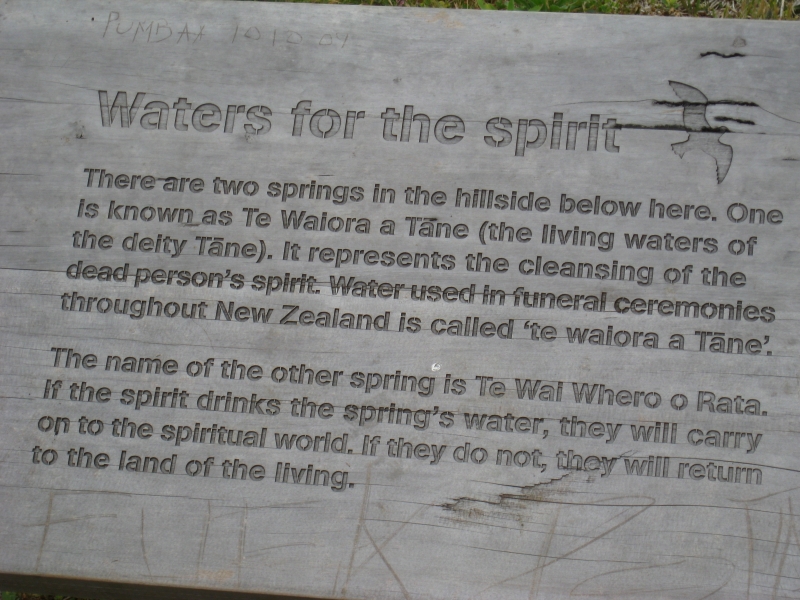 PUMBAA 10 10 04
Waters for the spirit
There are two springs in the hillside below here. One
is known as Te Waiora a Tāne (the living waters of
the deity Tāne). It represents the cleansing of the
dead person's spirit. Water used in funeral ceremonies
throughout New Zealand is called 'te waiora a Tāne'.
The name of the other spring is Te Wai Whero o Rata.
If the spirit drinks the spring's water, they will carry
on to the spiritual world. If they do not, they will return
to the land of the living.